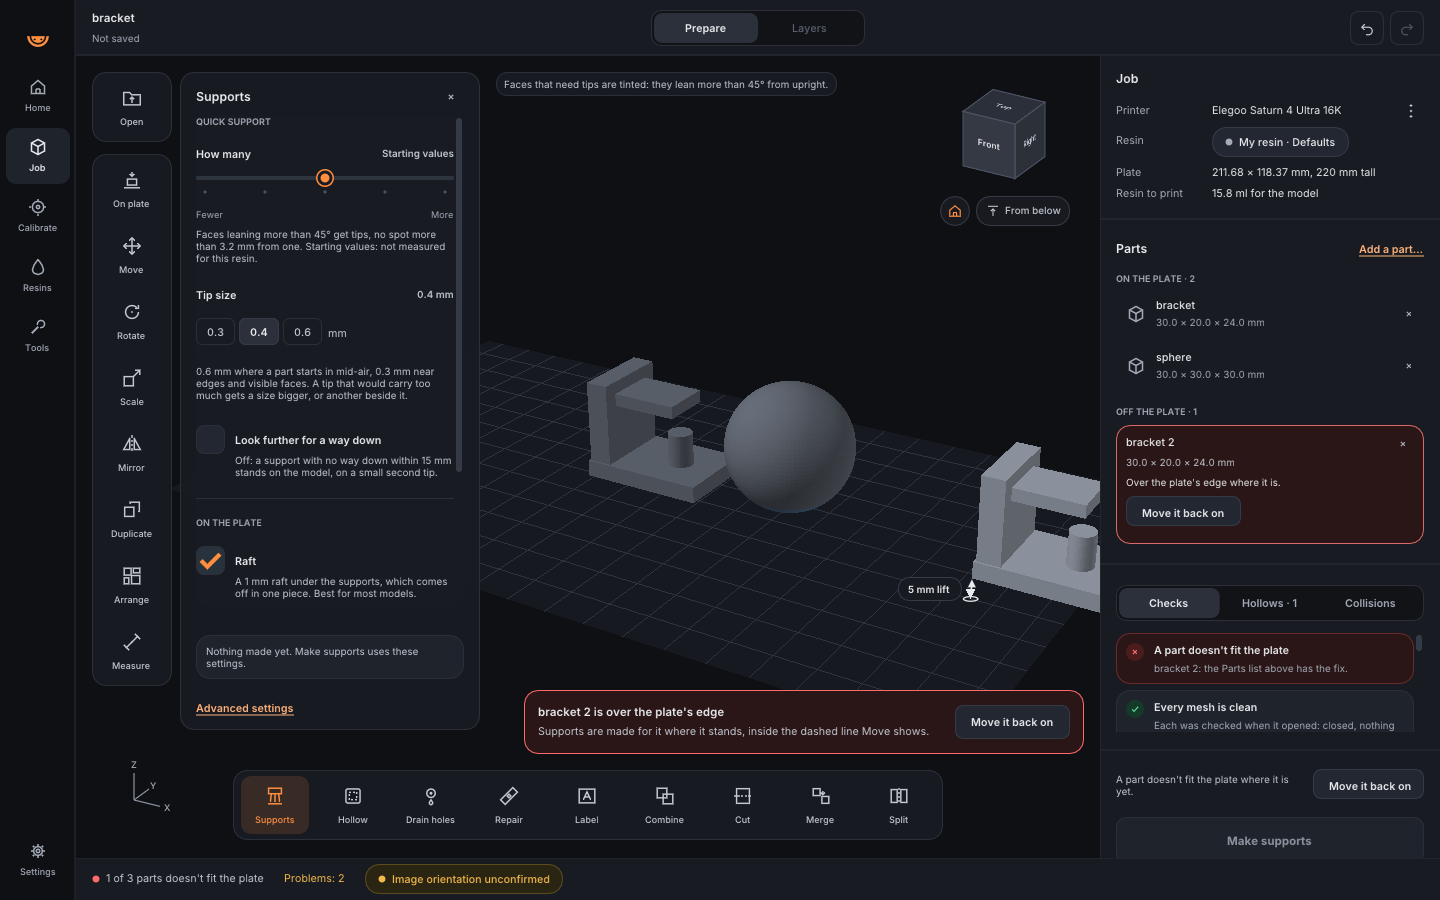 bracket
Not saved
Prepare
Layers
Home
Job
Calibrate
Resins
Tools
Settings
Open
On plate
Move
Rotate
Scale
Mirror
Duplicate
Arrange
Measure
Supports
QUICK SUPPORT
How many
Starting values
Fewer
More
Faces leaning more than 45° get tips, no spot more
than 3.2 mm from one. Starting values: not measured
for this resin.
Tip size
0.4 mm
0.3
0.4
0.6
mm
0.6 mm where a part starts in mid-air, 0.3 mm near
edges and visible faces. A tip that would carry too
much gets a size bigger, or another beside it.
Look further for a way down
Off: a support with no way down within 15 mm
stands on the model, on a small second tip.
ON THE PLATE
Raft
A 1 mm raft under the supports, which comes
off in one piece. Best for most models.
Nothing made yet. Make supports uses these
settings.
Advanced settings
Faces that need tips are tinted: they lean more than 45° from upright.
Top
Front
Right
From below
5 mm lift
bracket 2 is over the plate's edge
Supports are made for it where it stands, inside the dashed line Move shows.
Move it back on
Z
Y
X
Supports
Hollow
Drain holes
Repair
Label
Combine
Cut
Merge
Split
Job
Printer
Elegoo Saturn 4 Ultra 16K
Resin
My resin · Defaults
Plate
211.68 × 118.37 mm, 220 mm tall
Resin to print
15.8 ml for the model
Parts
Add a part...
ON THE PLATE · 2
bracket
30.0 × 20.0 × 24.0 mm
sphere
30.0 × 30.0 × 30.0 mm
OFF THE PLATE · 1
bracket 2
30.0 × 20.0 × 24.0 mm
Over the plate's edge where it is.
Move it back on
Checks
Hollows · 1
Collisions
A part doesn't fit the plate
bracket 2: the Parts list above has the fix.
Every mesh is clean
Each was checked when it opened: closed, nothing
A part doesn't fit the plate where it is
yet.
Move it back on
Make supports
1 of 3 parts doesn't fit the plate
Problems: 2
Image orientation unconfirmed